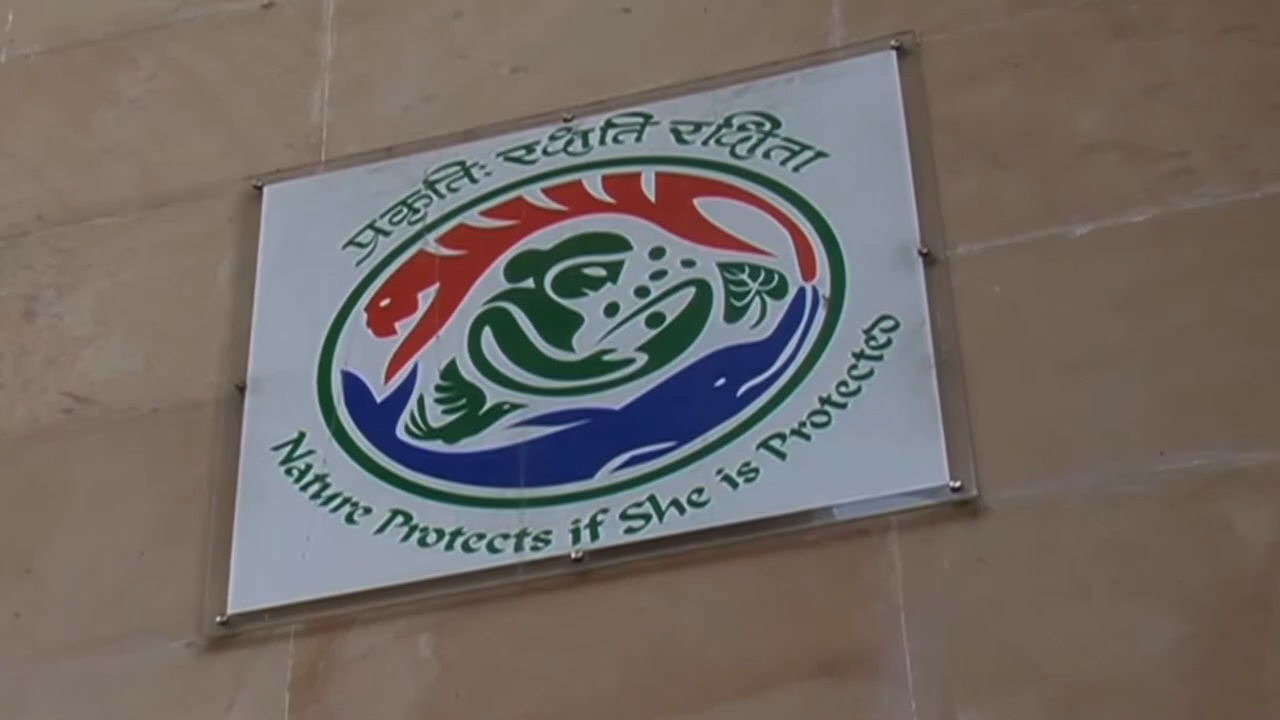 प्रकृतिः रक्षति रक्षिता
Nature Protects if She is Protected